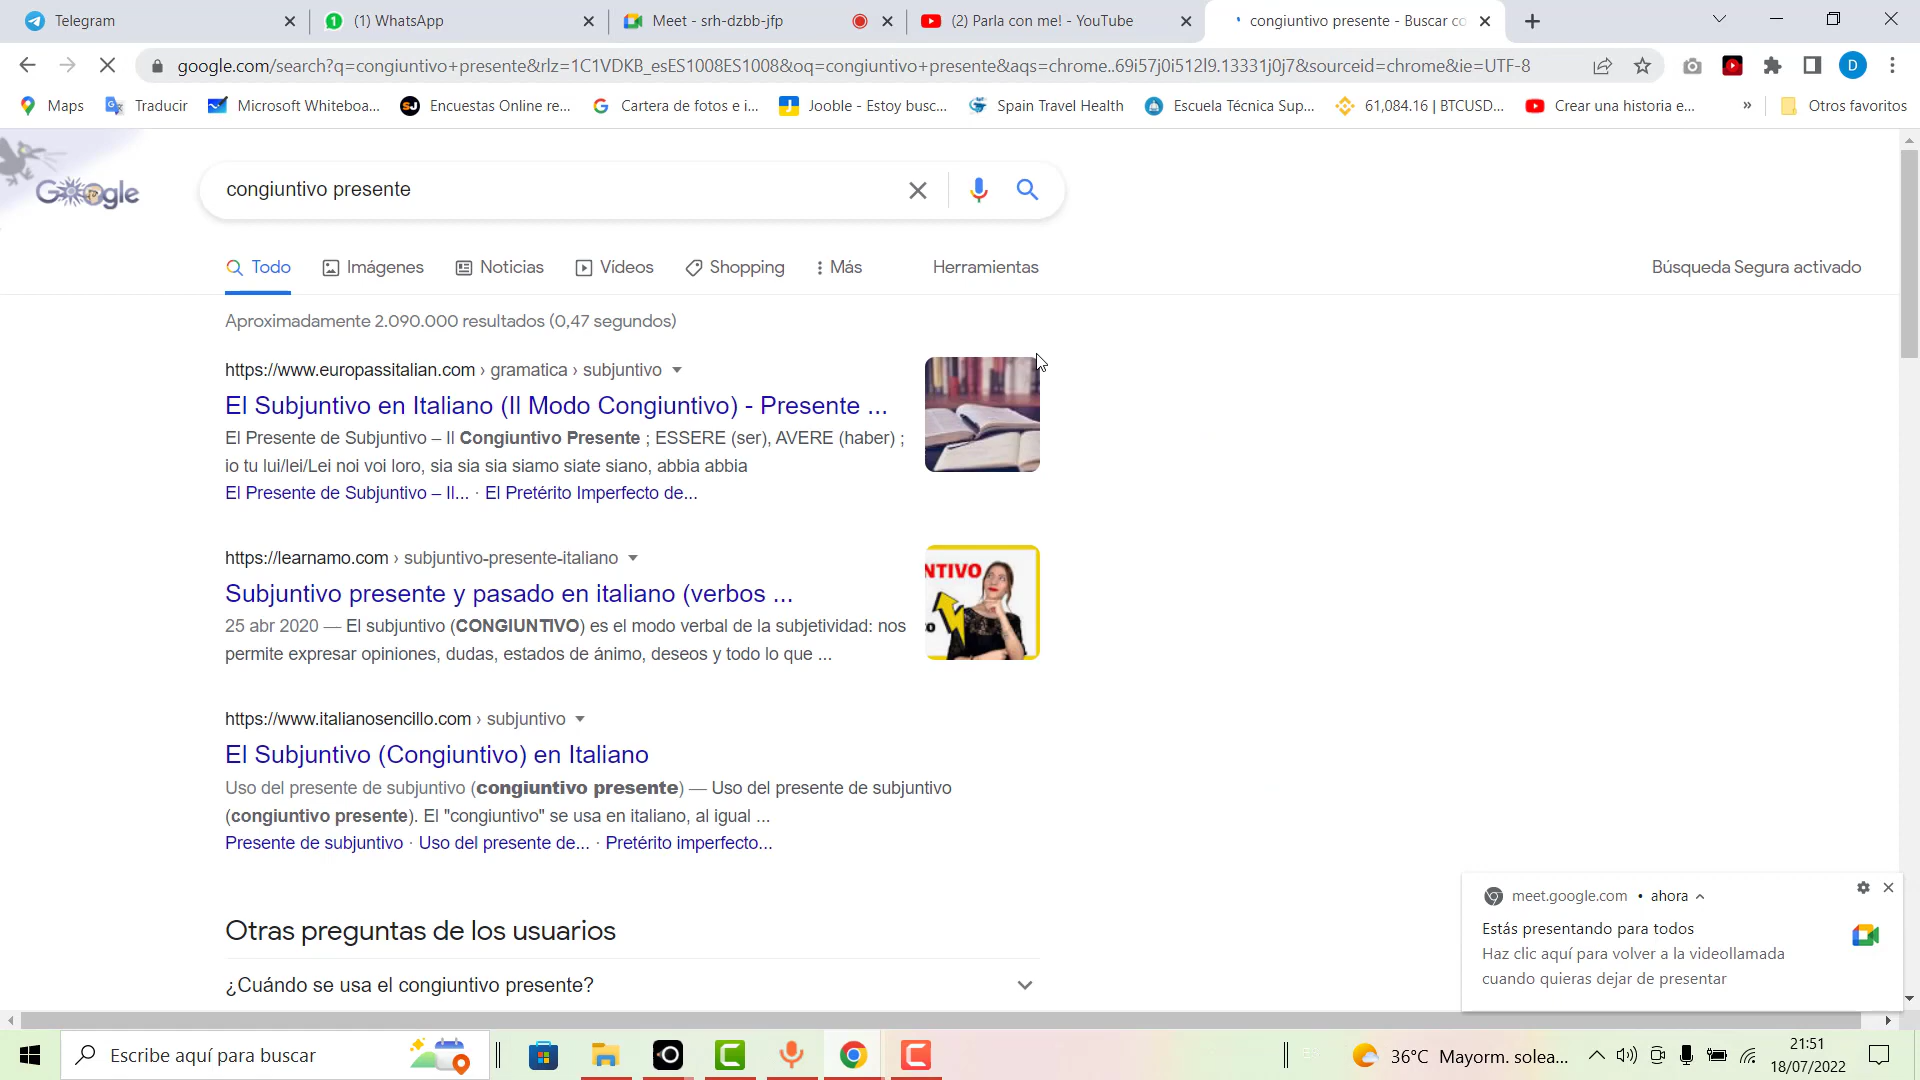 Telegram
(1) WhatsApp
Meet - srh-dzbb-jfp
(2) Parla con me! - YouTube
congiuntivo presente - Buscar co
google.com/search?q=congiuntivo+presente&rlz=1C1VDKB_esES1008ES1008&oq=congiuntivo+presente&aqs=chrome..69i57j0i512l9.13331j0j7&sourceid=chrome&ie=UTF-8
D
Maps
Traducir
Microsoft Whiteboa...
Encuestas Online re...
Cartera de fotos e i...
Jooble - Estoy busc...
Spain Travel Health
Escuela Técnica Sup...
61,084.16 | BTCUSD...
Crear una historia e...
»
Otros favoritos
Google
congiuntivo presente
Todo
Imágenes
Noticias
Vídeos
Shopping
Más
Herramientas
Búsqueda Segura activado
Aproximadamente 2.090.000 resultados (0,47 segundos)
https://www.europassitalian.com › gramatica › subjuntivo
El Subjuntivo en Italiano (Il Modo Congiuntivo) - Presente ...
El Presente de Subjuntivo – Il Congiuntivo Presente ; ESSERE (ser), AVERE (haber) ;
io tu lui/lei/Lei noi voi loro, sia sia sia siamo siate siano, abbia abbia
El Presente de Subjuntivo – Il... · El Pretérito Imperfecto de...
https://learnamo.com › subjuntivo-presente-italiano
Subjuntivo presente y pasado en italiano (verbos ...
25 abr 2020 — El subjuntivo (CONGIUNTIVO) es el modo verbal de la subjetividad: nos
permite expresar opiniones, dudas, estados de ánimo, deseos y todo lo que ...
NTIVO
O
https://www.italianosencillo.com › subjuntivo
El Subjuntivo (Congiuntivo) en Italiano
Uso del presente de subjuntivo (congiuntivo presente) — Uso del presente de subjuntivo
(congiuntivo presente). El "congiuntivo" se usa en italiano, al igual ...
Presente de subjuntivo · Uso del presente de... · Pretérito imperfecto...
Otras preguntas de los usuarios
¿Cuándo se usa el congiuntivo presente?
meet.google.com • ahora
Estás presentando para todos
Haz clic aquí para volver a la videollamada
cuando quieras dejar de presentar
Escribe aquí para buscar
36°C Mayorm. solea...
21:51
18/07/2022